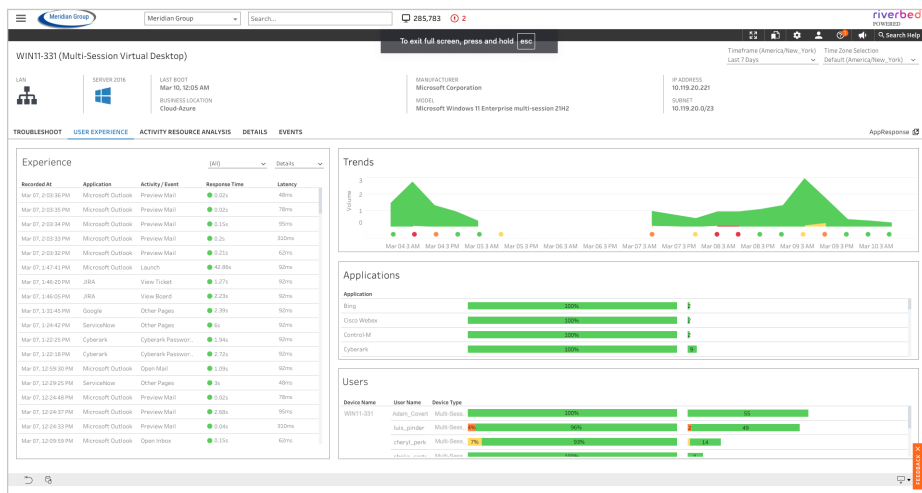 Meridian Group
Meridian Group
Search...
285,783
2
riverbed
POWERED
To exit full screen, press and hold esc
Search Help
WIN11-331 (Multi-Session Virtual Desktop)
Timeframe (America/New_York) Time Zone Selection
Last 7 Days Default (America/New_York)
LAN
SERVER 2016
LAST BOOT
Mar 10, 12:05 AM
BUSINESS LOCATION
Cloud-Azure
MANUFACTURER
Microsoft Corporation
MODEL
Microsoft Windows 11 Enterprise multi-session 21H2
IP ADDRESS
10.119.20.221
SUBNET
10.119.20.0/23
TROUBLESHOOT USER EXPERIENCE ACTIVITY RESOURCE ANALYSIS DETAILS EVENTS
AppResponse
Experience
(All) Details
Recorded At Application Activity / Event Response Time Latency
Mar 07, 2:03:36 PM Microsoft Outlook Preview Mail 0.02s 48ms
Mar 07, 2:03:35 PM Microsoft Outlook Preview Mail 0.02s 78ms
Mar 07, 2:03:34 PM Microsoft Outlook Preview Mail 0.15s 95ms
Mar 07, 2:03:33 PM Microsoft Outlook Preview Mail 0.2s 310ms
Mar 07, 2:03:32 PM Microsoft Outlook Preview Mail 0.21s 62ms
Mar 07, 1:47:41 PM Microsoft Outlook Launch 42.86s 92ms
Mar 07, 1:46:20 PM JIRA View Ticket 1.27s 92ms
Mar 07, 1:46:05 PM JIRA View Board 2.23s 92ms
Mar 07, 1:31:45 PM Google Other Pages 2.39s 92ms
Mar 07, 1:24:42 PM ServiceNow Other Pages 6s 92ms
Mar 07, 1:22:25 PM Cyberark Cyberark Passwor... 1.94s 92ms
Mar 07, 1:22:18 PM Cyberark Cyberark Passwor... 2.72s 92ms
Mar 07, 12:59:30 PM Microsoft Outlook Open Mail 1.09s 92ms
Mar 07, 12:29:25 PM ServiceNow Other Pages 3s 48ms
Mar 07, 12:24:48 PM Microsoft Outlook Preview Mail 0.02s 78ms
Mar 07, 12:24:37 PM Microsoft Outlook Preview Mail 2.68s 95ms
Mar 07, 12:24:33 PM Microsoft Outlook Preview Mail 0.04s 310ms
Mar 07, 12:09:59 PM Microsoft Outlook Open Inbox 0.15s 62ms
Trends
Volume
3
2
1
0
Mar 04 3 AM Mar 04 3 PM Mar 05 3 AM Mar 05 3 PM Mar 06 3 AM Mar 06 3 PM Mar 07 3 AM Mar 07 3 PM Mar 08 3 AM Mar 08 3 PM Mar 09 3 AM Mar 09 3 PM Mar 10 3 AM
Applications
Application
Bing 100% 2
Cisco Webex 100% 2
Control-M 100% 2
Cyberark 100% 9
Users
Device Name User Name Device Type
WIN11-331 Adam_Covert Multi-Sess. 100% 55
luis_pinder Multi-Sess. 4% 96% 2 49
sheryl_perk Multi-Sess. 7% 93% 14
Multi-Sess. 100%
FEEDBACK